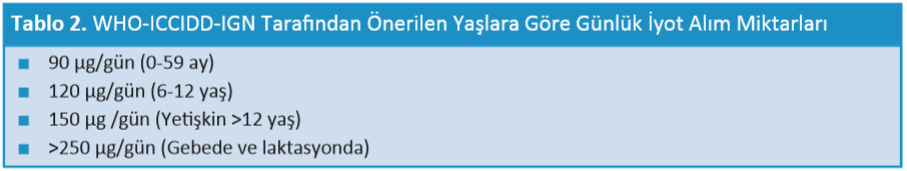 Tablo 2. WHO-ICCIDD-IGN Tarafından Önerilen Yaşlara Göre Günlük İyot Alım Miktarları
■ 90 µg/gün (0-59 ay)
■ 120 µg/gün (6-12 yaş)
■ 150 µg /gün (Yetişkin >12 yaş)
■ >250 µg/gün (Gebede ve laktasyonda)